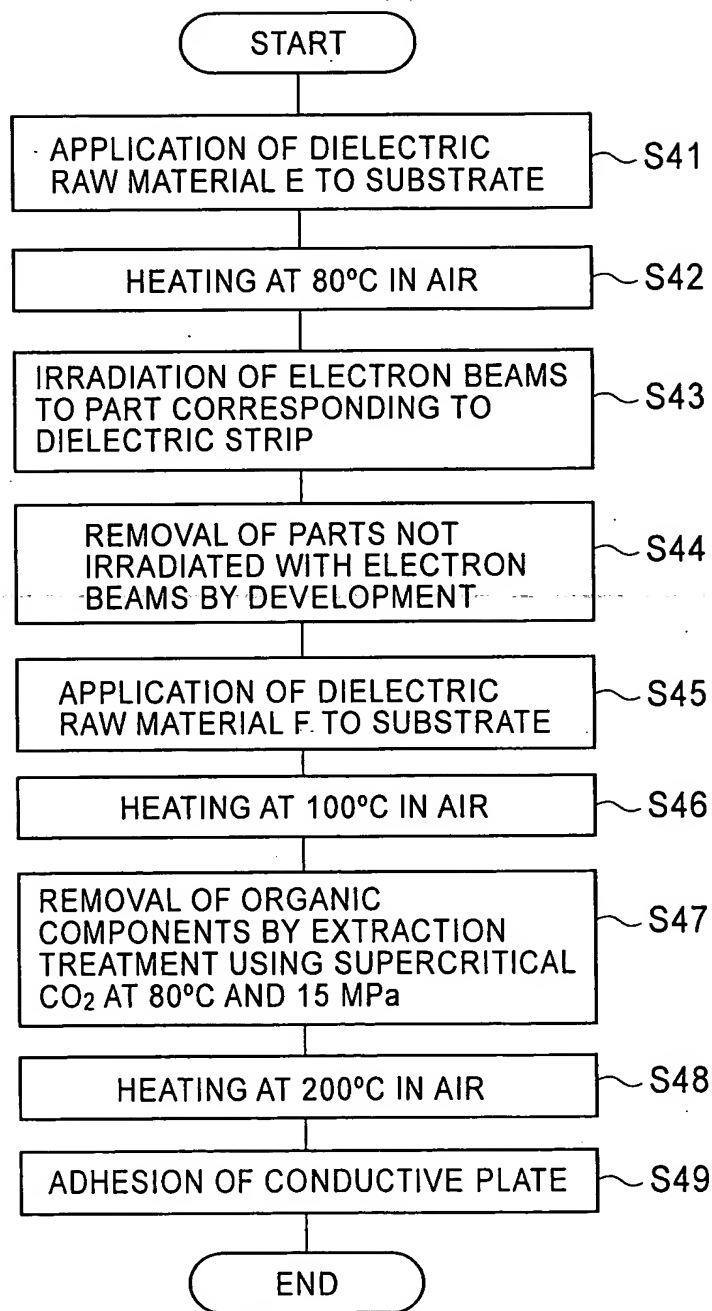 START
APPLICATION OF DIELECTRIC
RAW MATERIAL E TO SUBSTRATE
S41
HEATING AT 80°C IN AIR
S42
IRRADIATION OF ELECTRON BEAMS
TO PART CORRESPONDING TO
DIELECTRIC STRIP
S43
REMOVAL OF PARTS NOT
IRRADIATED WITH ELECTRON
BEAMS BY DEVELOPMENT
S44
APPLICATION OF DIELECTRIC
RAW MATERIAL F TO SUBSTRATE
S45
HEATING AT 100°C IN AIR
S46
REMOVAL OF ORGANIC
COMPONENTS BY EXTRACTION
TREATMENT USING SUPERCRITICAL
CO₂ AT 80°C AND 15 MPa
S47
HEATING AT 200°C IN AIR
S48
ADHESION OF CONDUCTIVE PLATE
S49
END